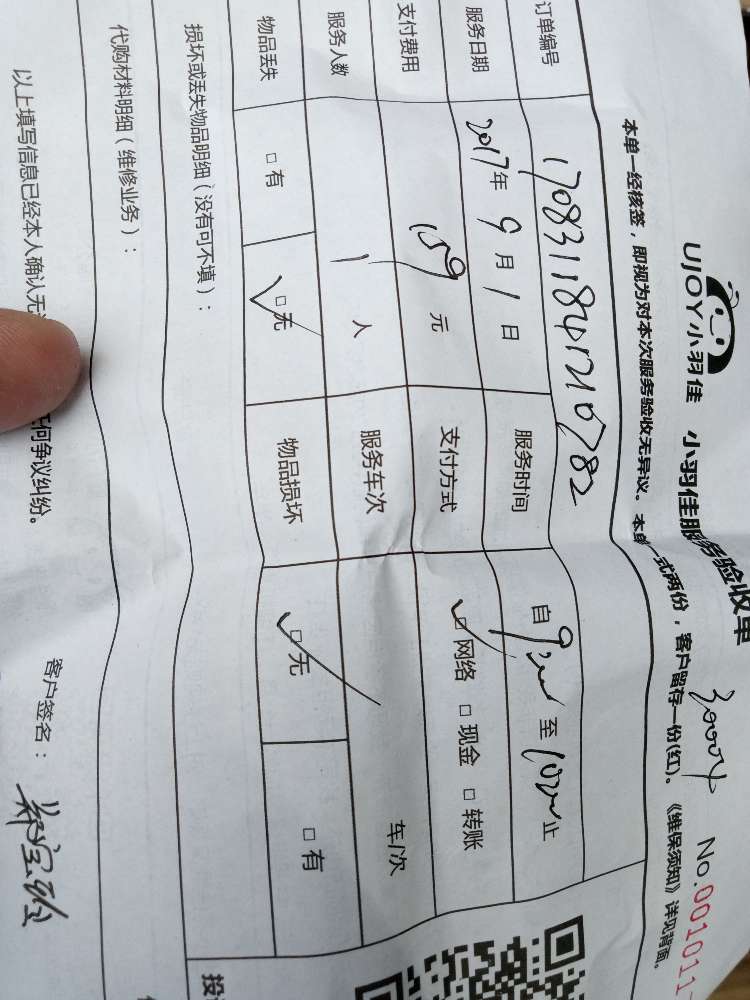 UJOY小羽佳 小羽佳服务验收单
No.001011
本单一经核签，即视为对本次服务验收无异议。本单一式两份，客户留存一份(红)。《维保须知》详见背面。
订单编号
服务日期 2017年 9月 1日 服务时间 自 至 止
支付费用 159 元 支付方式 ☑网络 □现金 □转账
服务人数 1 人 服务车次 车/次
物品丢失 □有 ☑无 物品损坏 ☑无 □有
损坏或丢失物品明细（没有可不填）：
代购材料明细（维修业务）：
以上填写信息已经本人确认无 何争议纠纷。 客户签名：